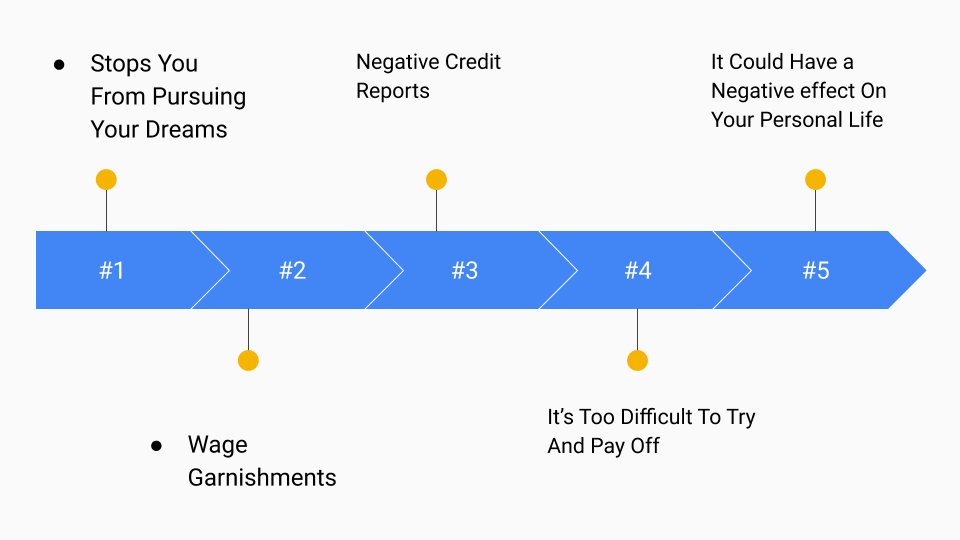 ● Stops You
From Pursuing
Your Dreams
Negative Credit
Reports
It Could Have a
Negative effect On
Your Personal Life
#1
#2
#3
#4
#5
● Wage
Garnishments
It’s Too Difficult To Try
And Pay Off